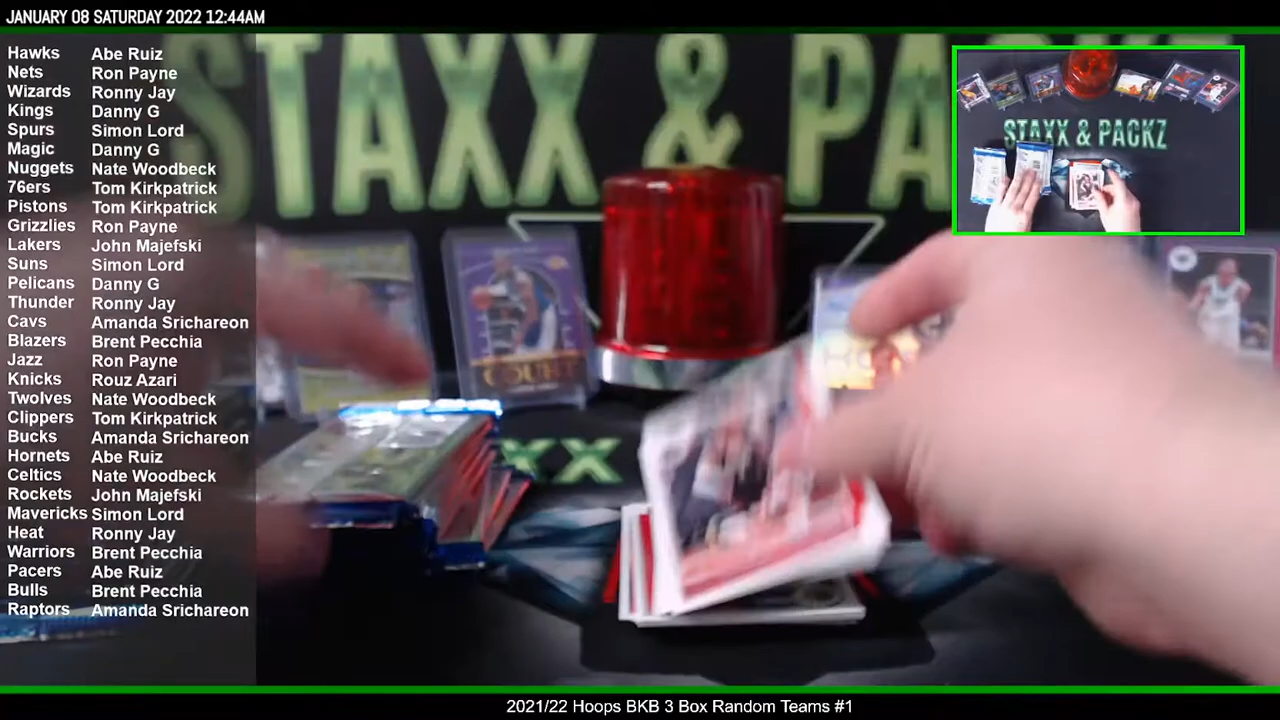 JANUARY 08 SATURDAY 2022 12:44AM
Hawks Abe Ruiz
Nets Ron Payne
Wizards Ronny Jay
Kings Danny G
Spurs Simon Lord
Magic Danny G
Nuggets Nate Woodbeck
76ers Tom Kirkpatrick
Pistons Tom Kirkpatrick
Grizzlies Ron Payne
Lakers John Majefski
Suns Simon Lord
Pelicans Danny G
Thunder Ronny Jay
Cavs Amanda Srichareon
Blazers Brent Pecchia
Jazz Ron Payne
Knicks Rouz Azari
Twolves Nate Woodbeck
Clippers Tom Kirkpatrick
Bucks Amanda Srichareon
Hornets Abe Ruiz
Celtics Nate Woodbeck
Rockets John Majefski
Mavericks Simon Lord
Heat Ronny Jay
Warriors Brent Pecchia
Pacers Abe Ruiz
Bulls Brent Pecchia
Raptors Amanda Srichareon
STAXX & PA
STAXX & PACKZ
COURT
XX
2021/22 Hoops BKB 3 Box Random Teams #1